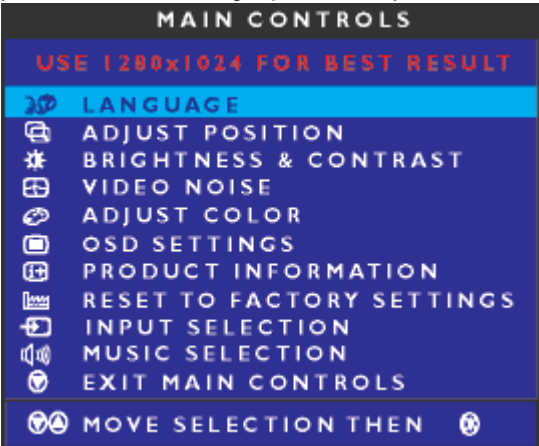 MAIN CONTROLS
USE 1280x1024 FOR BEST RESULT
LANGUAGE
ADJUST POSITION
BRIGHTNESS & CONTRAST
VIDEO NOISE
ADJUST COLOR
OSD SETTINGS
PRODUCT INFORMATION
RESET TO FACTORY SETTINGS
INPUT SELECTION
MUSIC SELECTION
EXIT MAIN CONTROLS
MOVE SELECTION THEN